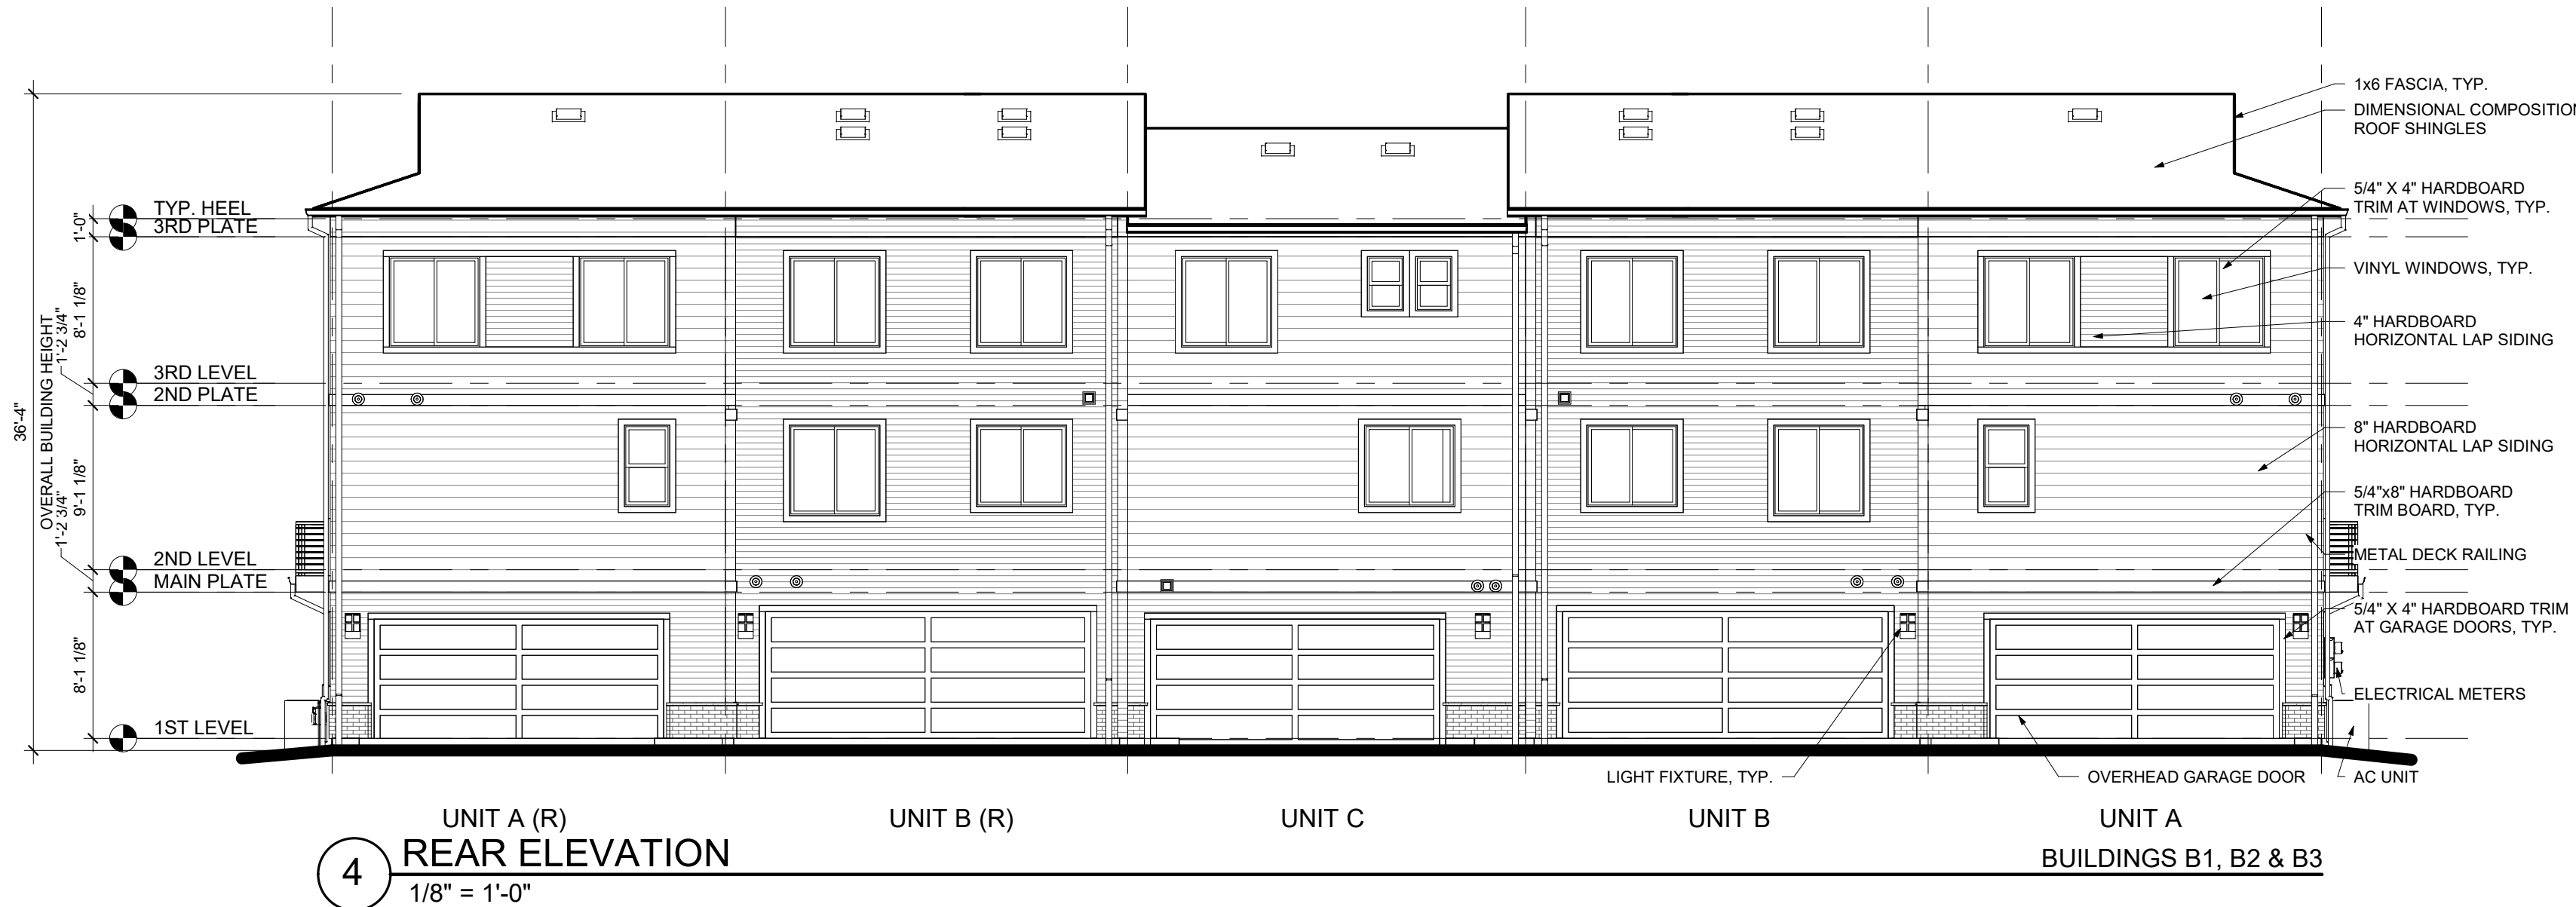 1x6 FASCIA, TYP.
DIMENSIONAL COMPOSITION
ROOF SHINGLES
5/4" X 4" HARDBOARD
TRIM AT WINDOWS, TYP.
VINYL WINDOWS, TYP.
4" HARDBOARD
HORIZONTAL LAP SIDING
8" HARDBOARD
HORIZONTAL LAP SIDING
5/4"x8" HARDBOARD
TRIM BOARD, TYP.
METAL DECK RAILING
5/4" X 4" HARDBOARD TRIM
AT GARAGE DOORS, TYP.
ELECTRICAL METERS
AC UNIT
OVERHEAD GARAGE DOOR
LIGHT FIXTURE, TYP.
TYP. HEEL
3RD PLATE
3RD LEVEL
2ND PLATE
2ND LEVEL
MAIN PLATE
1ST LEVEL
36'-4"
OVERALL BUILDING HEIGHT
1'-0"
8'-1 1/8"
1'-2 3/4"
9'-1 1/8"
1'-2 3/4"
8'-1 1/8"
UNIT A (R)
UNIT B (R)
UNIT C
UNIT B
UNIT A
4
REAR ELEVATION
BUILDINGS B1, B2 & B3
1/8" = 1'-0"